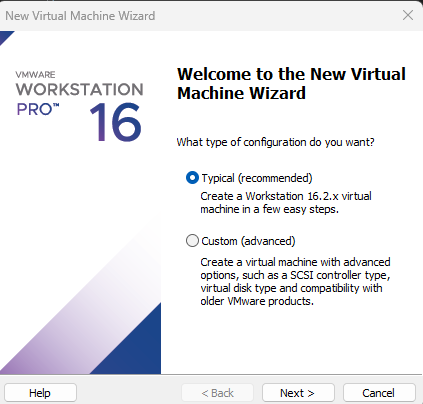 New Virtual Machine Wizard
VMWARE
WORKSTATION
PRO™ 16
Welcome to the New Virtual
Machine Wizard
What type of configuration do you want?
Typical (recommended)
Create a Workstation 16.2.x virtual
machine in a few easy steps.
Custom (advanced)
Create a virtual machine with advanced
options, such as a SCSI controller type,
virtual disk type and compatibility with
older VMware products.
Help
< Back
Next >
Cancel